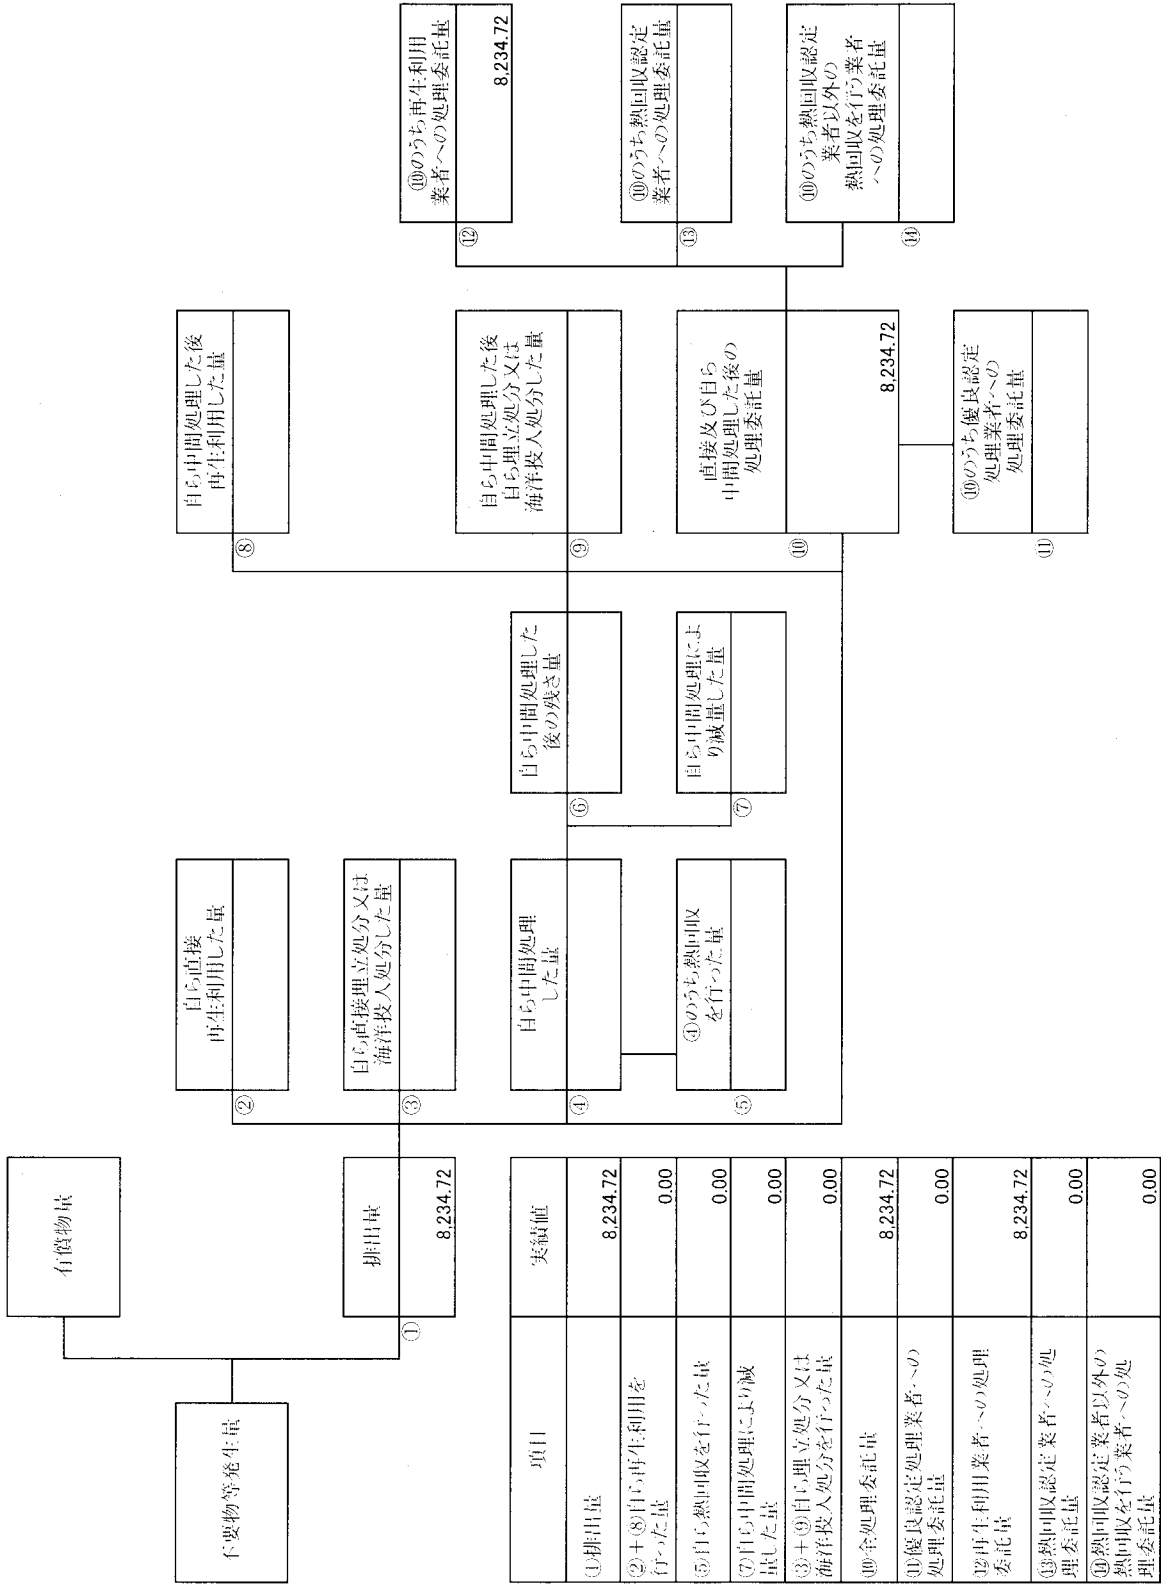 不要物等発生量
有償物量
排出量
①
8,234.72
自ら直接
再生利用した量
②
自ら直接埋立処分又は
海洋投入処分した量
③
自ら中間処理
した量
④
④のうち熱回収
を行った量
⑤
自ら中間処理した
後の残さ量
⑥
自ら中間処理によ
り減量した量
⑦
自ら中間処理した後
再生利用した量
⑧
自ら中間処理した後
自ら埋立処分又は
海洋投入処分した量
⑨
直接及び自ら
中間処理した後の
処理委託量
⑩
8,234.72
⑩のうち優良認定
処理業者への
処理委託量
⑪
⑩のうち再生利用
業者への処理委託量
⑫
8,234.72
⑩のうち熱回収認定
業者への処理委託量
⑬
⑩のうち熱回収認定
業者以外の
熱回収を行う業者
への処理委託量
⑭
項目
実績値
①排出量
8,234.72
②+⑧自ら再生利用を
行った量
0.00
⑤自ら熱回収を行った量
0.00
⑦自ら中間処理により減
量した量
0.00
③+⑨自ら埋立処分又は
海洋投入処分を行った量
0.00
⑩全処理委託量
8,234.72
⑪優良認定処理業者への
処理委託量
0.00
⑫再生利用業者への処理
委託量
8,234.72
⑬熱回収認定業者への処
理委託量
0.00
⑭熱回収認定業者以外の
熱回収を行う業者への処
理委託量
0.00